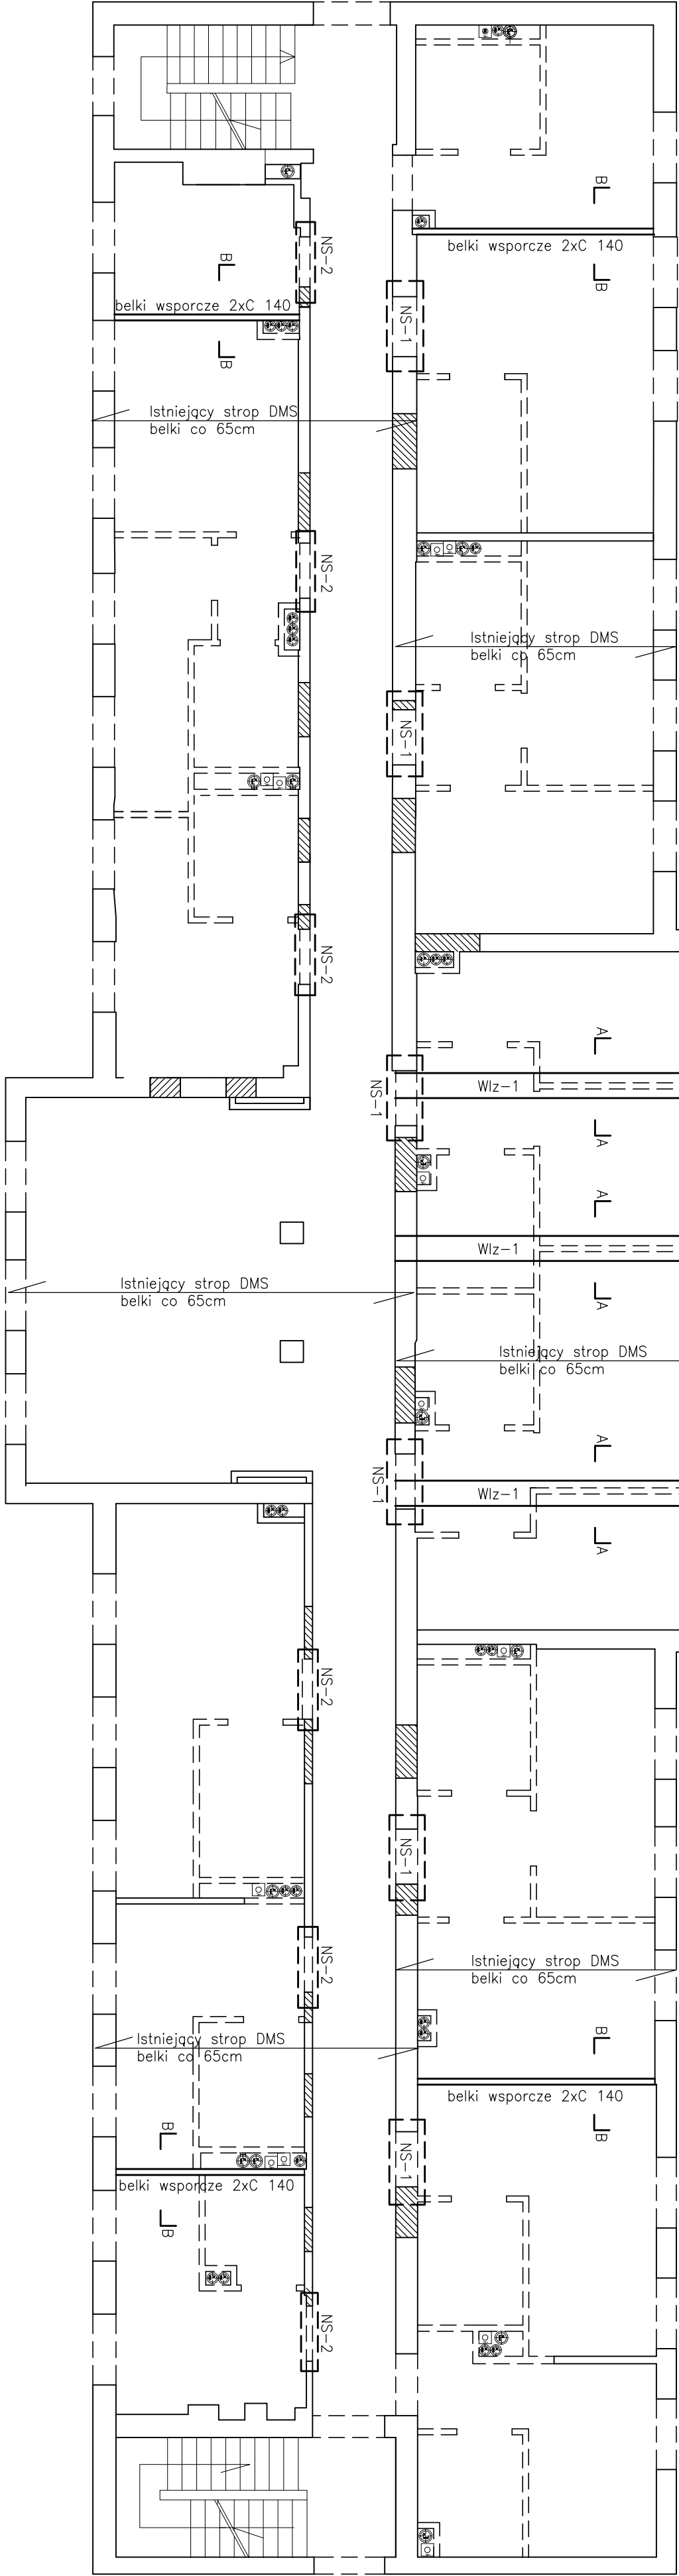 B
belki wsporcze 2xC 140
B
NS-2
B
belki wsporcze 2xC 140
B
NS-1
Istniejący strop DMS
belki co 65cm
NS-2
Istniejący strop DMS
belki co 65cm
NS-1
NS-2
A
Wlz-1
NS-1
A
A
Wlz-1
Istniejący strop DMS
belki co 65cm
A
Istniejący strop DMS
belki co 65cm
A
NS-1
Wlz-1
A
NS-2
NS-1
NS-2
Istniejący strop DMS
belki co 65cm
B
Istniejący strop DMS
belki co 65cm
belki wsporcze 2xC 140
B
B
NS-1
belki wsporcze 2xC 140
B
NS-2